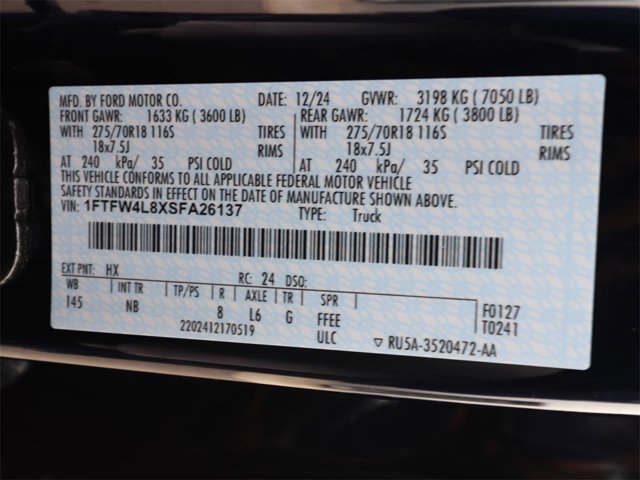 MFD. BY FORD MOTOR CO. DATE: 12/24 GVWR: 3198 KG ( 7050 LB)
FRONT GAWR: 1633 KG ( 3600 LB) REAR GAWR: 1724 KG ( 3800 LB)
WITH 275/70R18 116S TIRES WITH 275/70R18 116S TIRES
18x7.5J RIMS 18x7.5J RIMS
AT 240 kPa/ 35 PSI COLD AT 240 kPa/ 35 PSI COLD
THIS VEHICLE CONFORMS TO ALL APPLICABLE FEDERAL MOTOR VEHICLE
SAFETY STANDARDS IN EFFECT ON THE DATE OF MANUFACTURE SHOWN ABOVE.
VIN: 1FTFW4L8XSFA26137 TYPE: Truck
EXT PNT: HX RC: 24 DSO:
WB INT TR TP/PS R AXLE TR SPR
145 NB 8 L6 G FFEE F0127
2202412170519 ULC T0241
▽ RU5A-3520472-AA